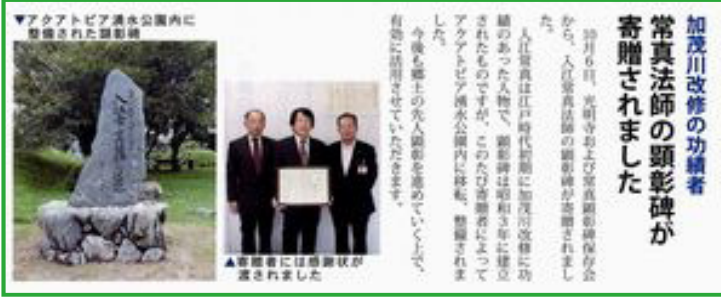 加茂川改修の功績者
常真法師の顕彰碑が
寄贈されました
10月6日、光明寺および常真顕彰碑保存会
から、入江常真法師の顕彰碑が寄贈されまし
た。
入江常真は江戸時代初期に加茂川改修に功
績のあった人物で、顕彰碑は昭和3年に建立
されたものですが、このたび寄贈者によって
アクアトピア湧水公園内に移転、整備されま
した。
今後も郷土の先人顕彰を進めていく上で、
有効に活用させていただきます。
▲寄贈者には感謝状が
渡されました
▼アクアトピア湧水公園内に
整備された顕彰碑